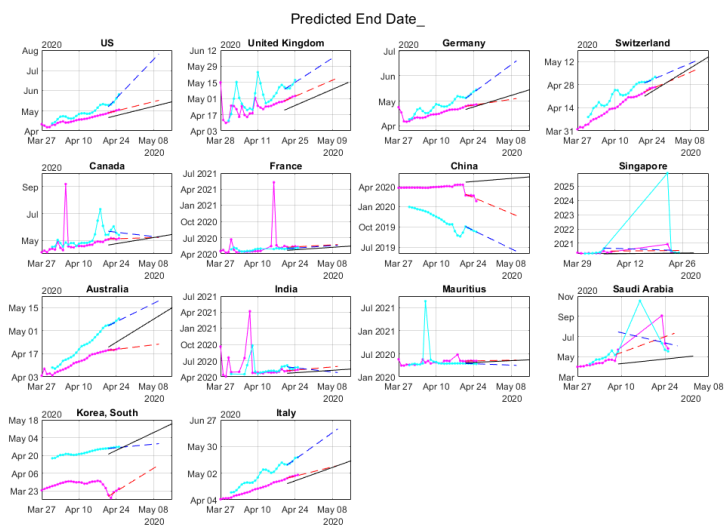 Predicted End Date_
2020
US
Aug
Jul
Jun
May
Apr
Mar 27 Apr 10 Apr 24 May 08
2020
2020
United Kingdom
Jun 12
May 29
May 15
May 01
Apr 17
Apr 03
Mar 28 Apr 11 Apr 25 May 09
2020
2020
Germany
Jul
Jun
May
Apr
Mar 27 Apr 10 Apr 24 May 08
2020
2020
Switzerland
May 12
Apr 28
Apr 14
Mar 31
Mar 27 Apr 10 Apr 24 May 08
2020
2020
Canada
Sep
Jul
May
Mar 27 Apr 10 Apr 24 May 08
2020
France
Jul 2021
Apr 2021
Jan 2021
Oct 2020
Jul 2020
Apr 2020
Mar 27 Apr 10 Apr 24 May 08
2020
China
Apr 2020
Jan 2020
Oct 2019
Jul 2019
Mar 27 Apr 10 Apr 24 May 08
2020
Singapore
2025
2024
2023
2022
2021
Mar 29 Apr 12 Apr 26
2020
2020
Australia
May 15
May 01
Apr 17
Apr 03
Mar 27 Apr 10 Apr 24 May 08
2020
India
Jul 2021
Apr 2021
Jan 2021
Oct 2020
Jul 2020
Apr 2020
Mar 27 Apr 10 Apr 24 May 08
2020
Mauritius
Jul 2021
Jan 2021
Jul 2020
Jan 2020
Mar 27 Apr 10 Apr 24 May 08
2020
2020
Saudi Arabia
Nov
Sep
Jul
May
Mar
Mar 27 Apr 10 Apr 24 May 08
2020
2020
Korea, South
May 18
May 04
Apr 20
Apr 06
Mar 23
Mar 27 Apr 10 Apr 24 May 08
2020
2020
Italy
Jun 27
May 30
May 02
Apr 04
Mar 27 Apr 10 Apr 24 May 08
2020